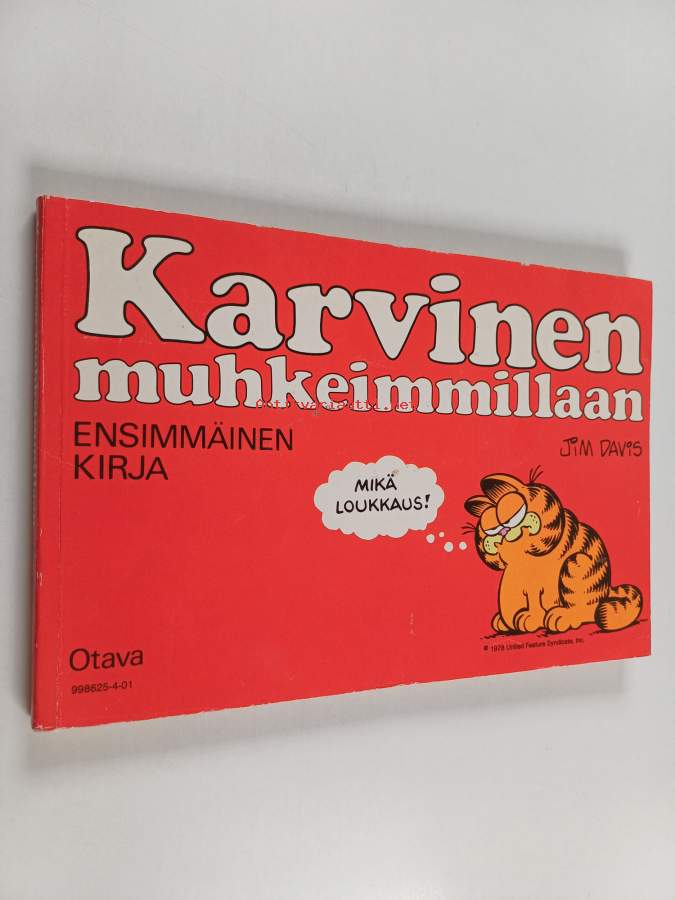 Karvinen
muhkeimmillaan
ENSIMMÄINEN
KIRJA
JIM DAVIS
MIKÄ
LOUKKAUS!
© 1978 United Feature Syndicate, Inc.
Otava
998625-4-01